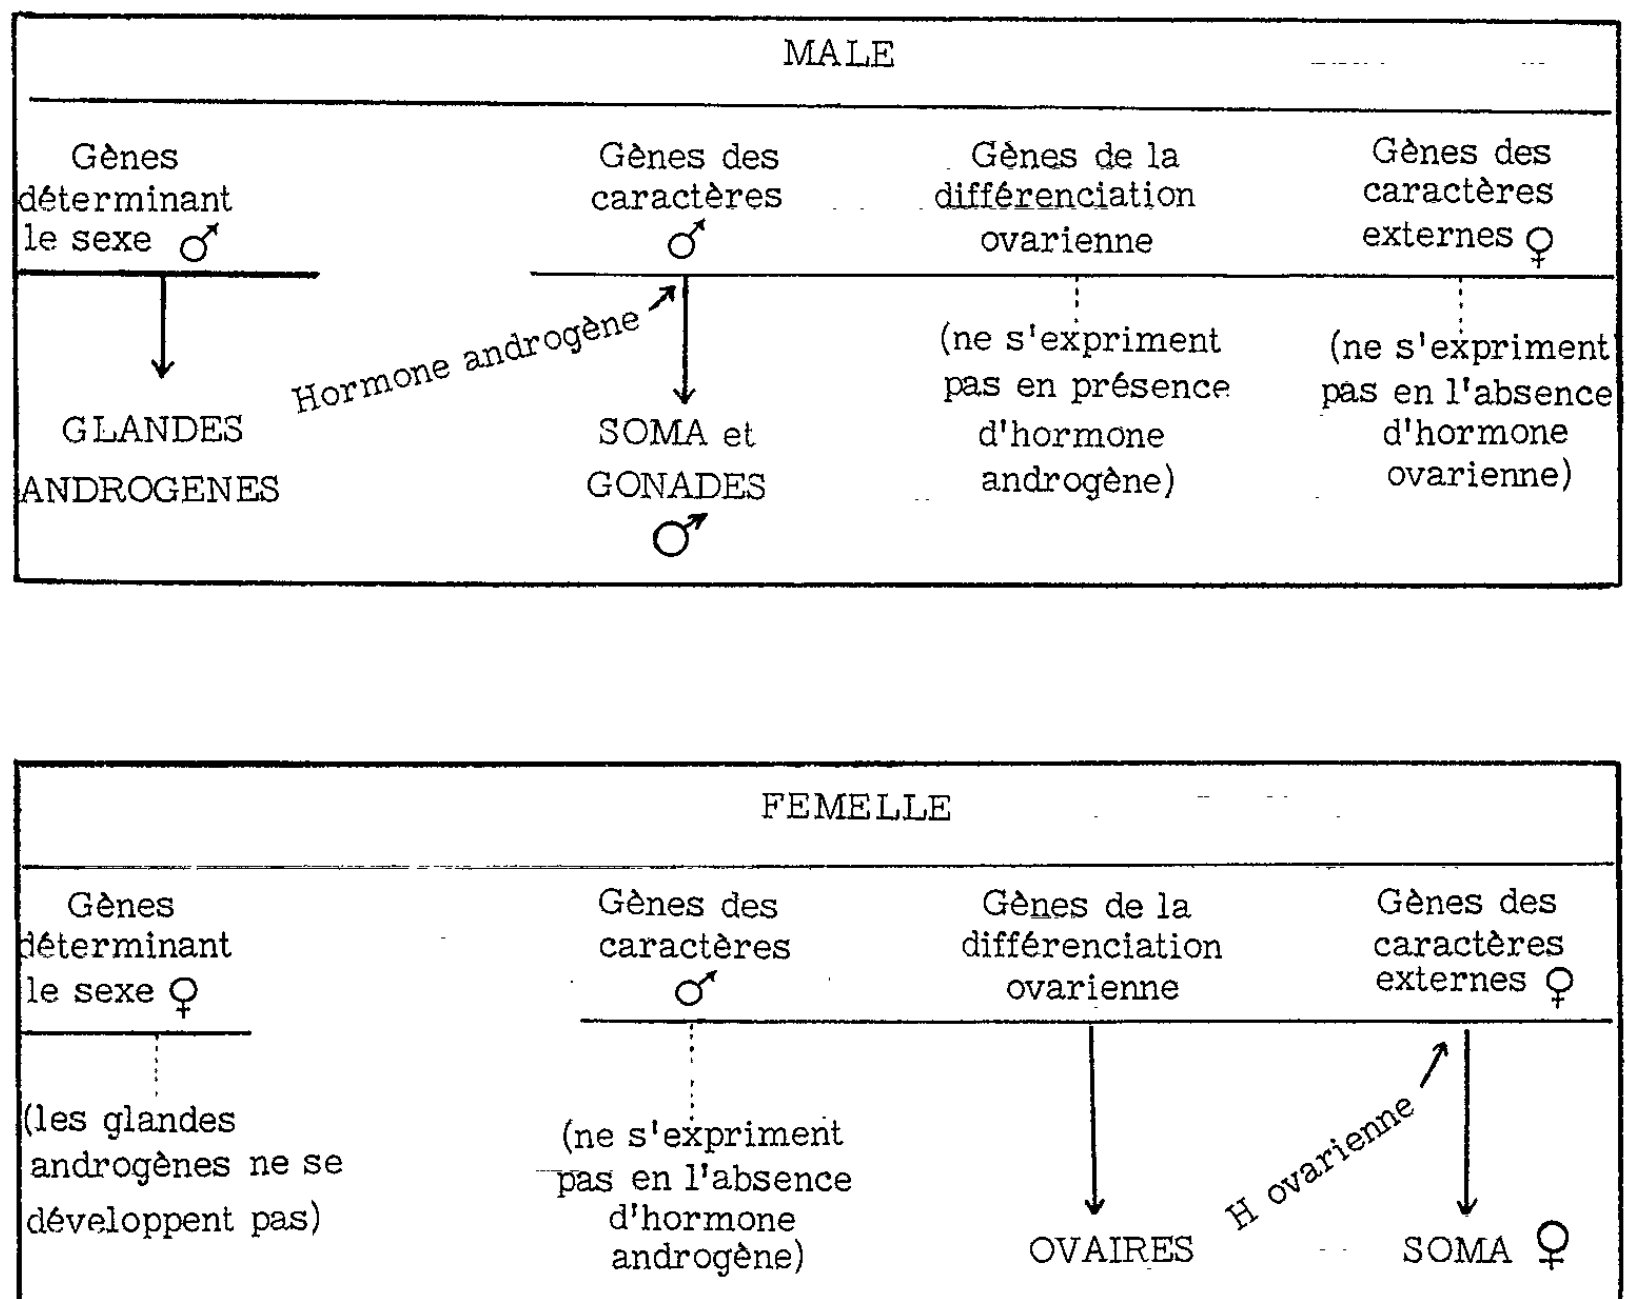 MALE
Gènes
déterminant
le sexe ♂
Gènes des
caractères
♂
Gènes de la
différenciation
ovarienne
Gènes des
caractères
externes ♀
GLANDES
ANDROGENES
Hormone androgène
SOMA et
GONADES
♂
(ne s'expriment
pas en présence
d'hormone
androgène)
(ne s'expriment
pas en l'absence
d'hormone
ovarienne)
FEMELLE
Gènes
déterminant
le sexe ♀
Gènes des
caractères
♂
Gènes de la
différenciation
ovarienne
Gènes des
caractères
externes ♀
(les glandes
androgènes ne se
développent pas)
(ne s'expriment
pas en l'absence
d'hormone
androgène)
OVAIRES
H ovarienne
SOMA ♀